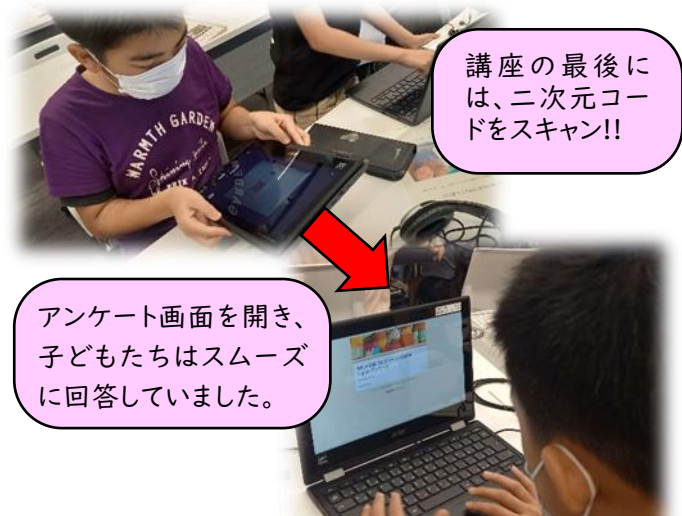 講座の最後に
は、二次元コー
ドをスキャン!!
WARMTH GARDEN
アンケート画面を開き、
子どもたちはスムーズ
に回答していました。